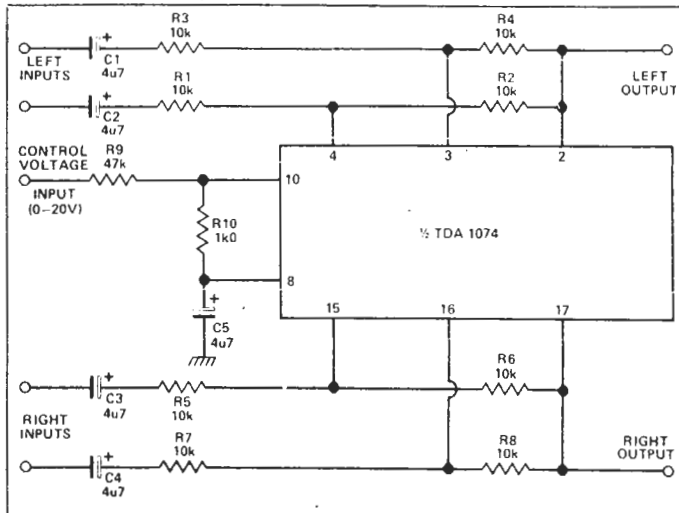 R3
10k
R4
10k
LEFT
INPUTS
C1
4u7
R1
10k
R2
10k
LEFT
OUTPUT
C2
4u7
CONTROL
VOLTAGE
R9
47k
INPUT
(0–20V)
4
3
2
10
R10
1k0
½ TDA 1074
8
15
16
17
C5
4u7
R6
10k
C3
4u7
R5
10k
RIGHT
INPUTS
R7
10k
R8
10k
RIGHT
OUTPUT
C4
4u7
+
+
+
+
+